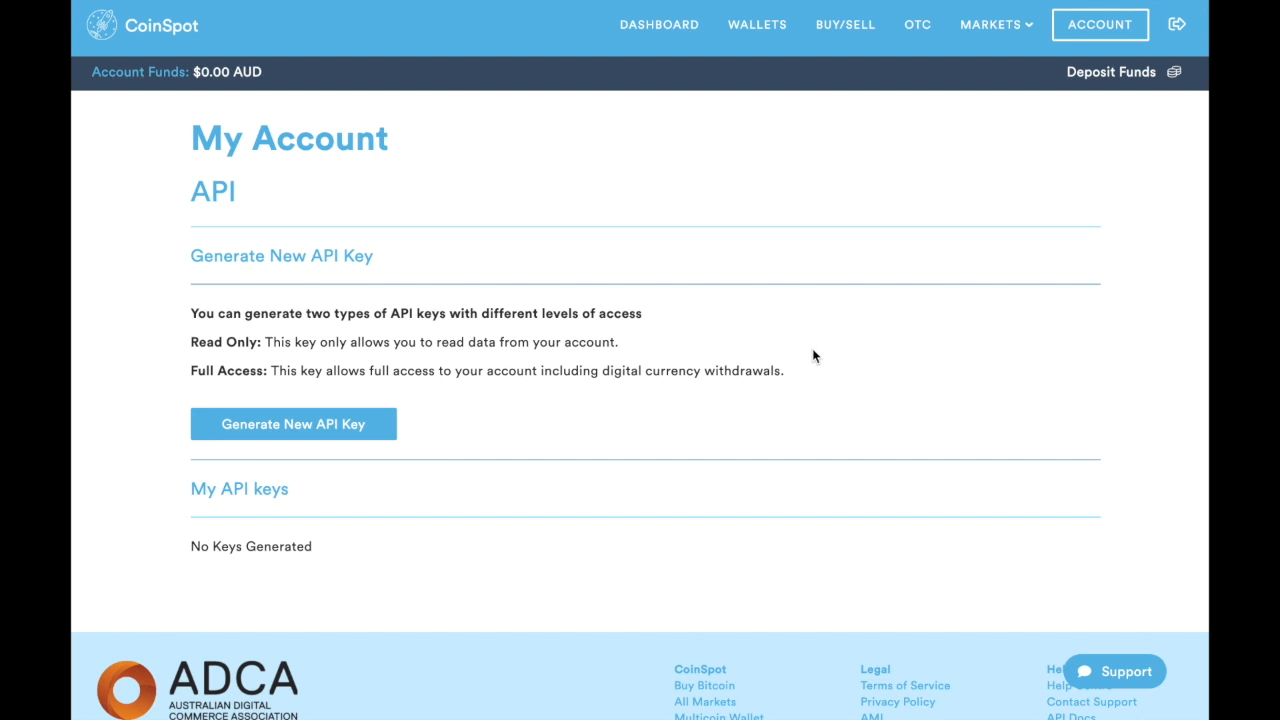 CoinSpot
DASHBOARD WALLETS BUY/SELL OTC MARKETS ACCOUNT
Account Funds: $0.00 AUD Deposit Funds
My Account
API
Generate New API Key
You can generate two types of API keys with different levels of access
Read Only: This key only allows you to read data from your account.
Full Access: This key allows full access to your account including digital currency withdrawals.
Generate New API Key
My API keys
No Keys Generated
ADCA
AUSTRALIAN DIGITAL
COMMERCE ASSOCIATION
CoinSpot
Buy Bitcoin
All Markets
Multicoin Wallet
Legal
Terms of Service
Privacy Policy
AML
Help
Contact Support
API Docs
Support